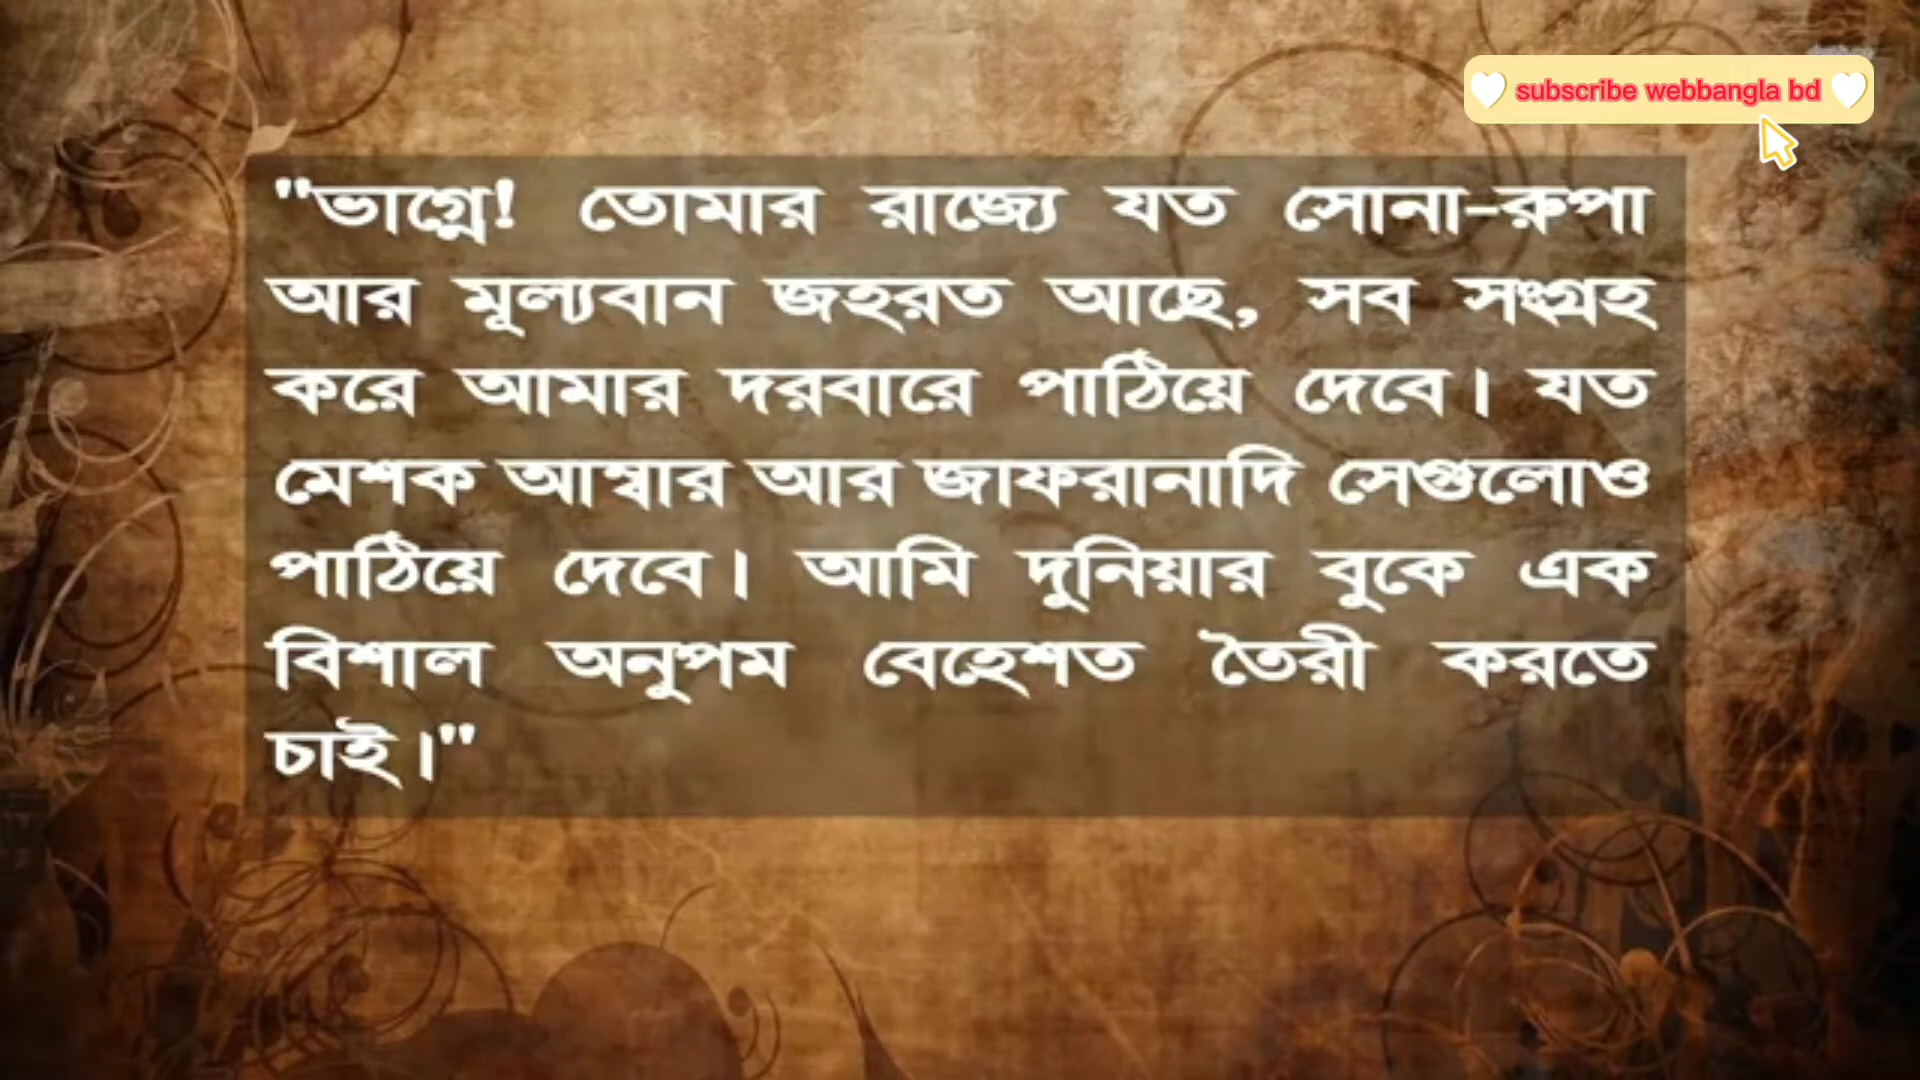 subscribe webbangla bd
"ভাগ্নে! তোমার রাজ্যে যত সোনা-রুপা
আর মূল্যবান জহরত আছে, সব সংগ্রহ
করে আমার দরবারে পাঠিয়ে দেবে। যত
মেশক আম্বার আর জাফরানাদি সেগুলোও
পাঠিয়ে দেবে। আমি দুনিয়ার বুকে এক
বিশাল অনুপম বেহেশত তৈরী করতে
চাই।"